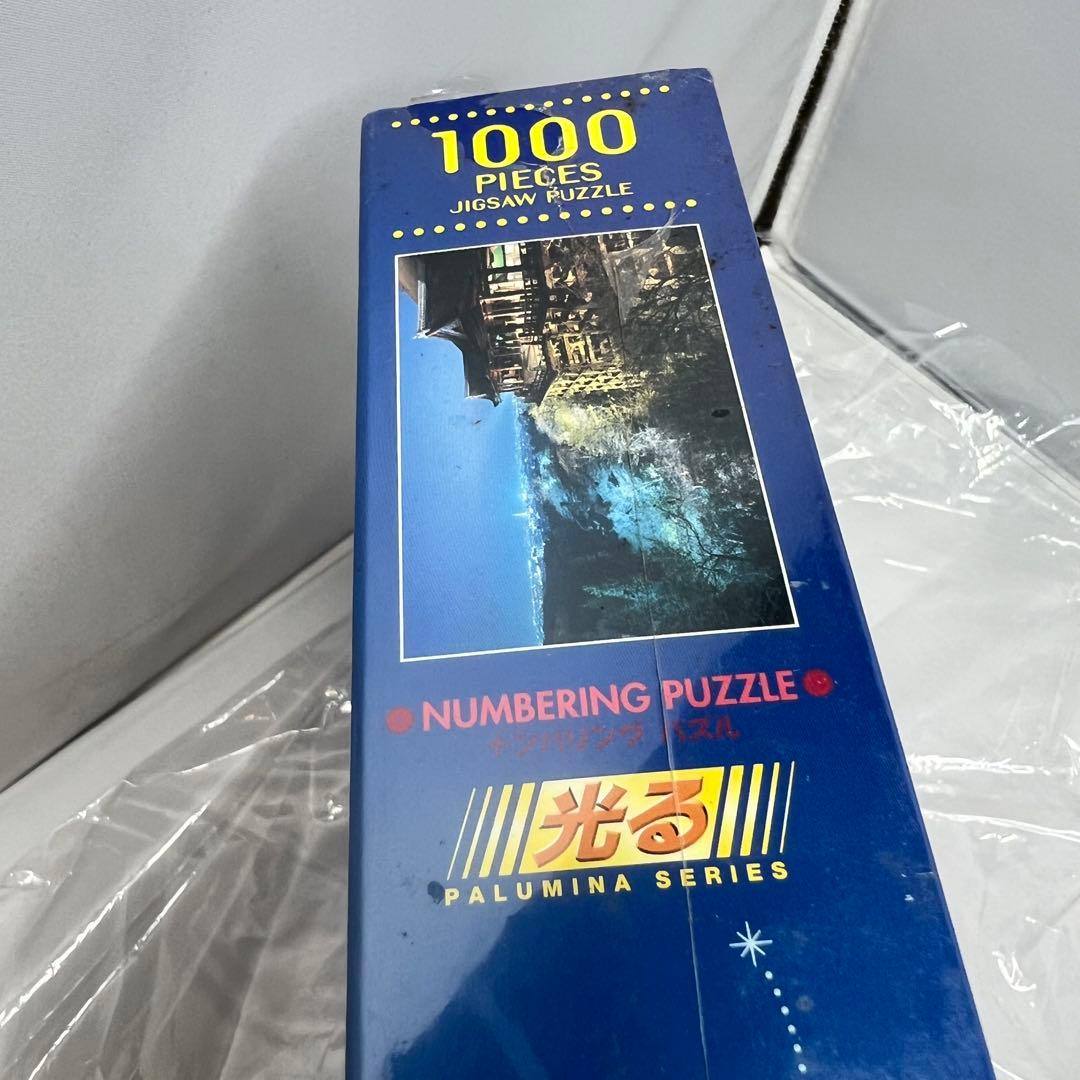 1000
PIECES
JIGSAW PUZZLE
NUMBERING PUZZLE
ナンバリング パズル
光る
PALUMINA SERIES